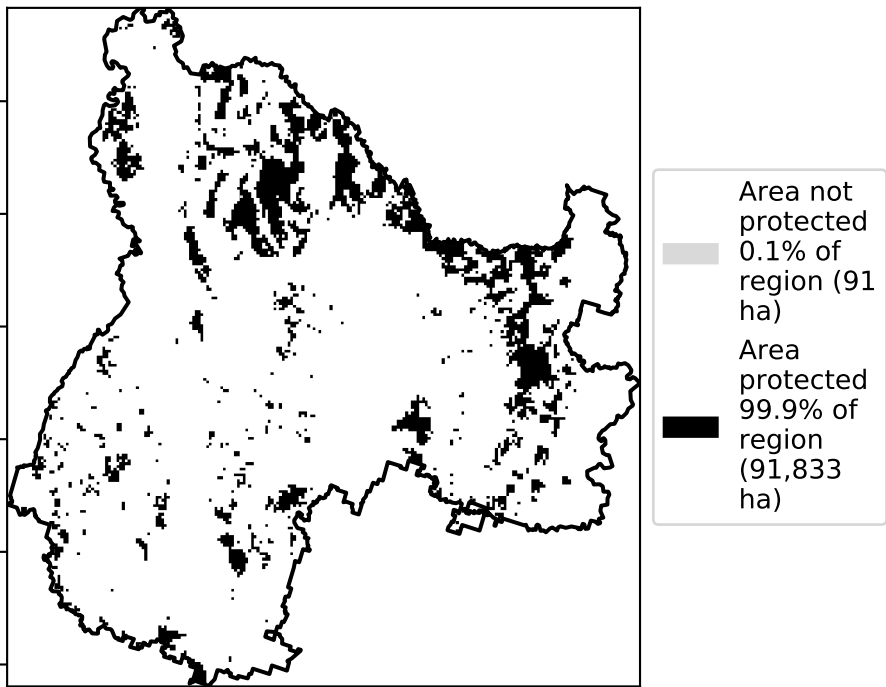 Area not
protected
0.1% of
region (91
ha)
Area
protected
99.9% of
region
(91,833
ha)